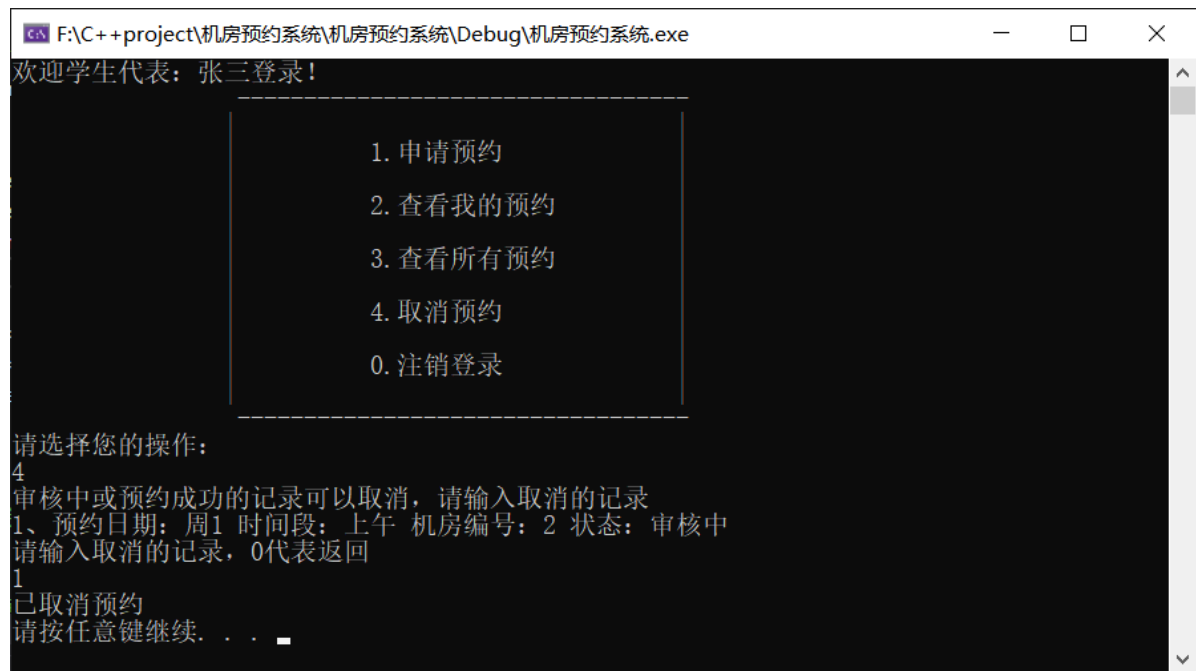 F:\C++project\机房预约系统\机房预约系统\Debug\机房预约系统.exe
欢迎学生代表：张三登录！
1.申请预约
2.查看我的预约
3.查看所有预约
4.取消预约
0.注销登录
请选择您的操作：
4
审核中或预约成功的记录可以取消，请输入取消的记录
1、预约日期：周1 时间段：上午 机房编号：2 状态：审核中
请输入取消的记录，0代表返回
1
已取消预约
请按任意键继续. . .